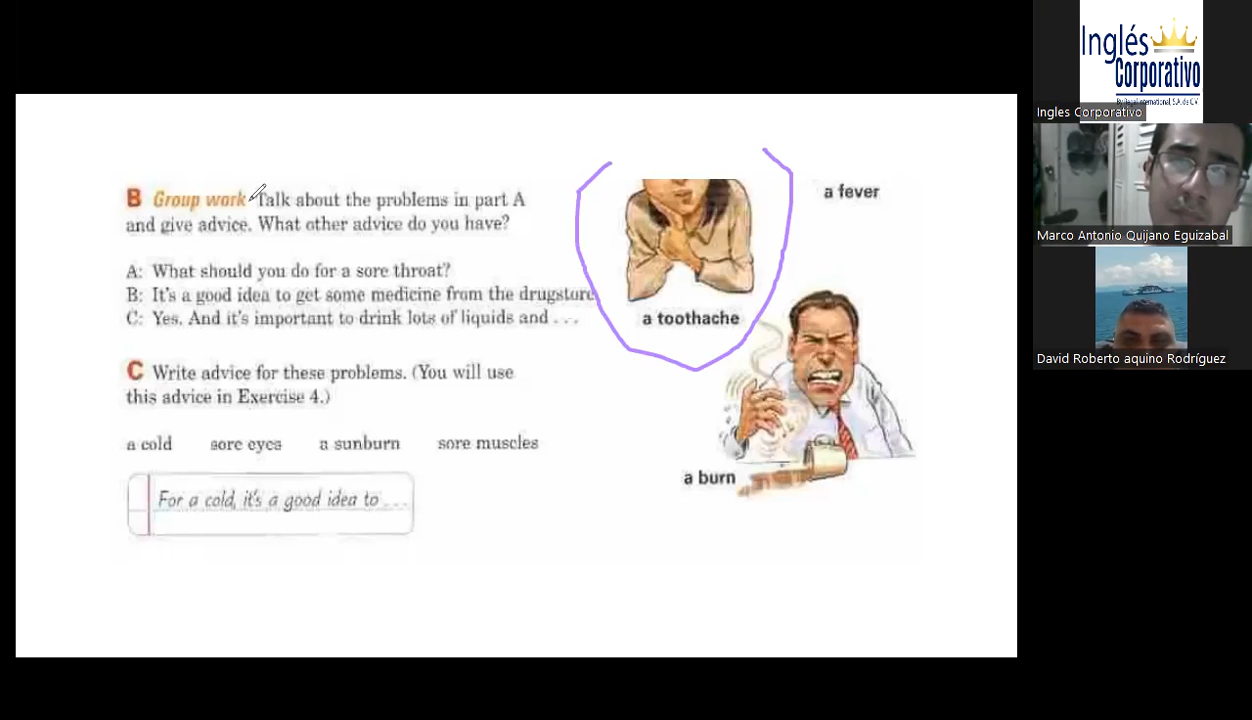 B Group work Talk about the problems in part A
and give advice. What other advice do you have?
A: What should you do for a sore throat?
B: It's a good idea to get some medicine from the drugstore
C: Yes. And it's important to drink lots of liquids and . . .
C Write advice for these problems. (You will use
this advice in Exercise 4.)
a cold sore eyes a sunburn sore muscles
For a cold, it's a good idea to . . .
a fever
a toothache
a burn
Inglés
Corporativo
Ingles Corporativo
Marco Antonio Quijano Eguizabal
David Roberto aquino Rodríguez